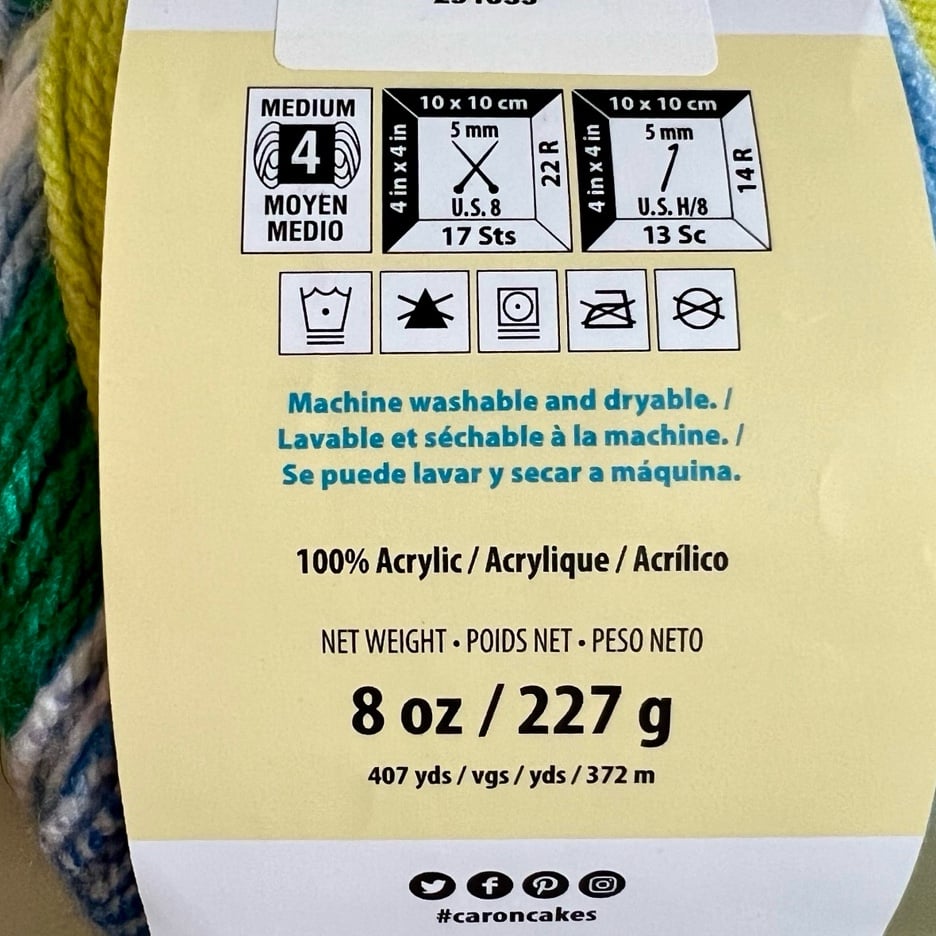 MEDIUM
4
MOYEN
MEDIO
10 x 10 cm
4 in x 4 in
5 mm
22 R
U.S. 8
17 Sts
10 x 10 cm
4 in x 4 in
5 mm
14 R
U.S. H/8
13 Sc
Machine washable and dryable. /
Lavable et séchable à la machine. /
Se puede lavar y secar a máquina.
100% Acrylic / Acrylique / Acrílico
NET WEIGHT • POIDS NET • PESO NETO
8 oz / 227 g
407 yds / vgs / yds / 372 m
#caroncakes